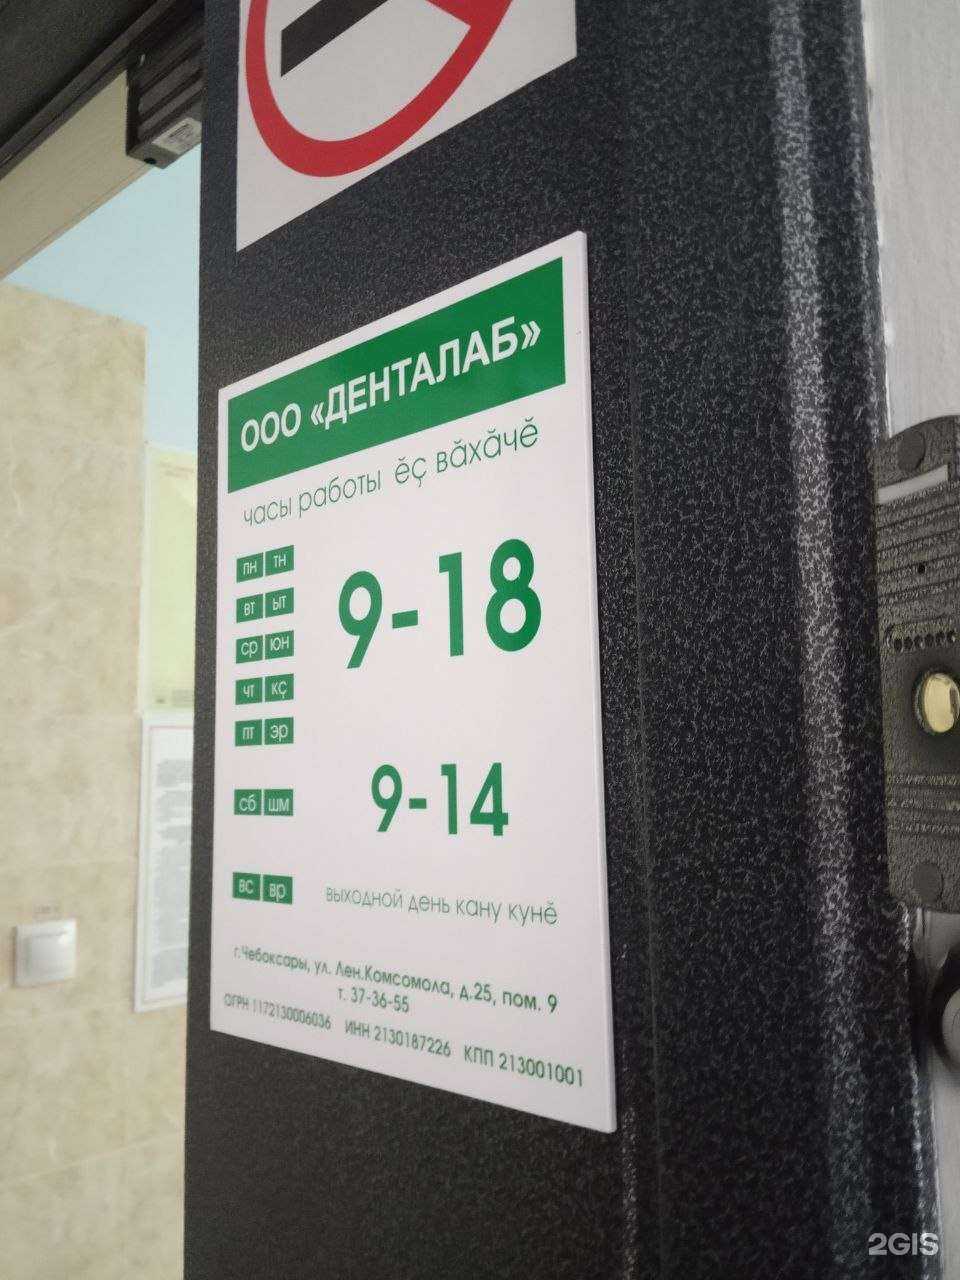 ООО «ДЕНТАЛАБ»
часы работы ĕç вăхăчĕ
пн тн
вт ыт
ср юн
чт кç
пт эр
9-18
сб шм
9-14
вс вр
выходной день кану кунĕ
г.Чебоксары, ул. Лен.Комсомола, д.25, пом. 9
т. 37-36-55
ОГРН 1172130006036 ИНН 2130187226 КПП 213001001
2GIS